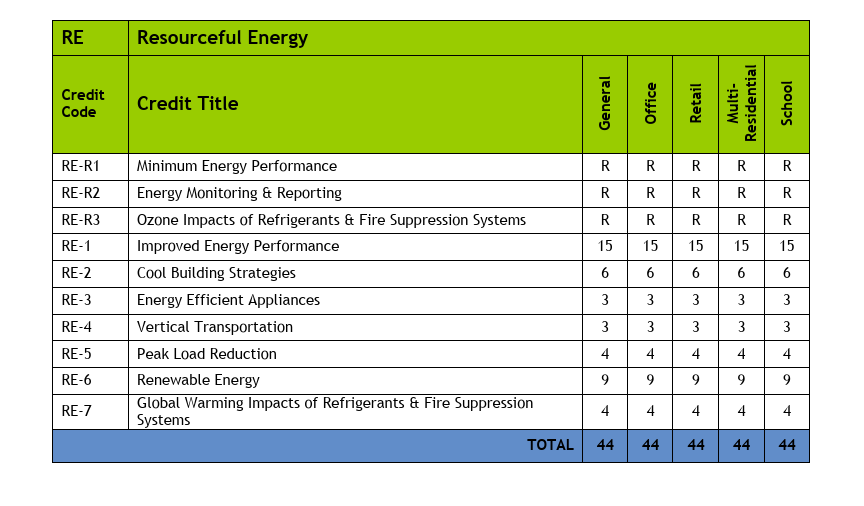 RE Resourceful Energy
Credit Code Credit Title General Office Retail Multi-Residential School
RE-R1 Minimum Energy Performance R R R R R
RE-R2 Energy Monitoring & Reporting R R R R R
RE-R3 Ozone Impacts of Refrigerants & Fire Suppression Systems R R R R R
RE-1 Improved Energy Performance 15 15 15 15 15
RE-2 Cool Building Strategies 6 6 6 6 6
RE-3 Energy Efficient Appliances 3 3 3 3 3
RE-4 Vertical Transportation 3 3 3 3 3
RE-5 Peak Load Reduction 4 4 4 4 4
RE-6 Renewable Energy 9 9 9 9 9
RE-7 Global Warming Impacts of Refrigerants & Fire Suppression
Systems 4 4 4 4 4
TOTAL 44 44 44 44 44